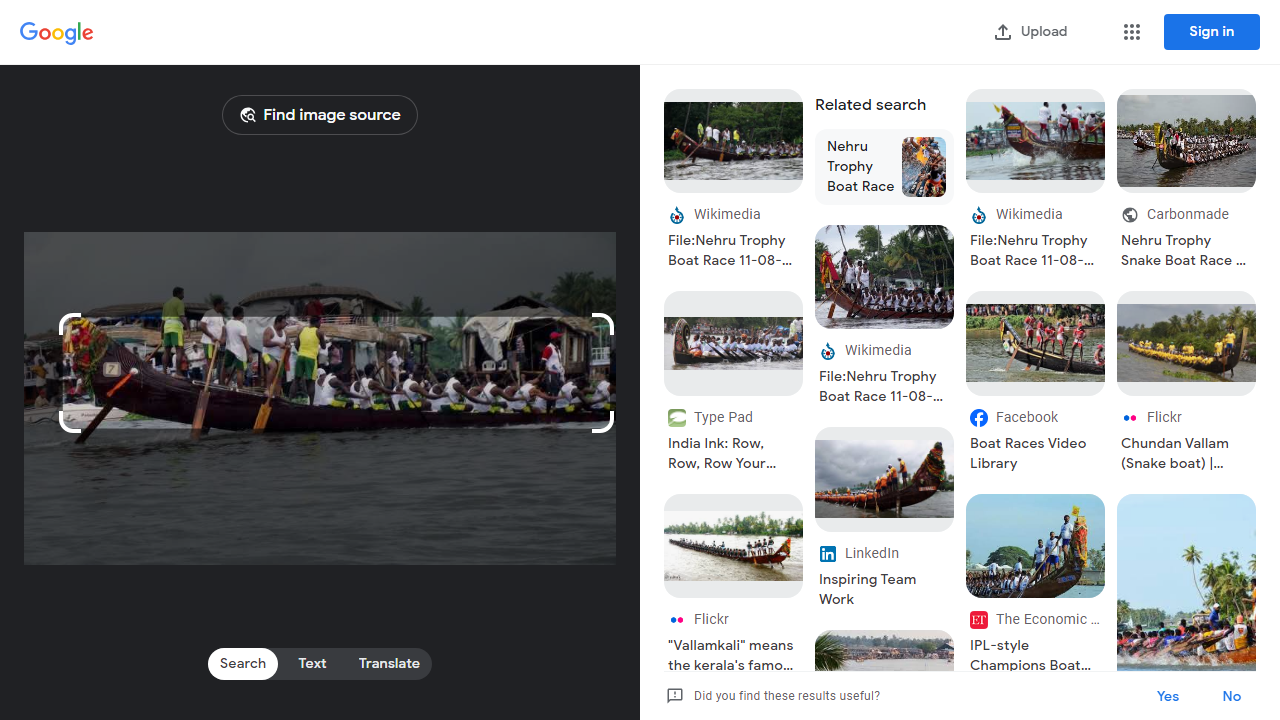 Google
Upload
Sign in
Find image source
Search
Text
Translate
Wikimedia
File:Nehru Trophy
Boat Race 11-08-...
Type Pad
India Ink: Row,
Row, Row Your...
Flickr
"Vallamkali" means
the kerala's famo...
Related search
Nehru
Trophy
Boat Race
Wikimedia
File:Nehru Trophy
Boat Race 11-08-...
LinkedIn
Inspiring Team
Work
Wikimedia
File:Nehru Trophy
Boat Race 11-08-...
Facebook
Boat Races Video
Library
ET
The Economic ...
IPL-style
Champions Boat...
Carbonmade
Nehru Trophy
Snake Boat Race ...
Flickr
Chundan Vallam
(Snake boat) |...
Did you find these results useful?
Yes
No
7